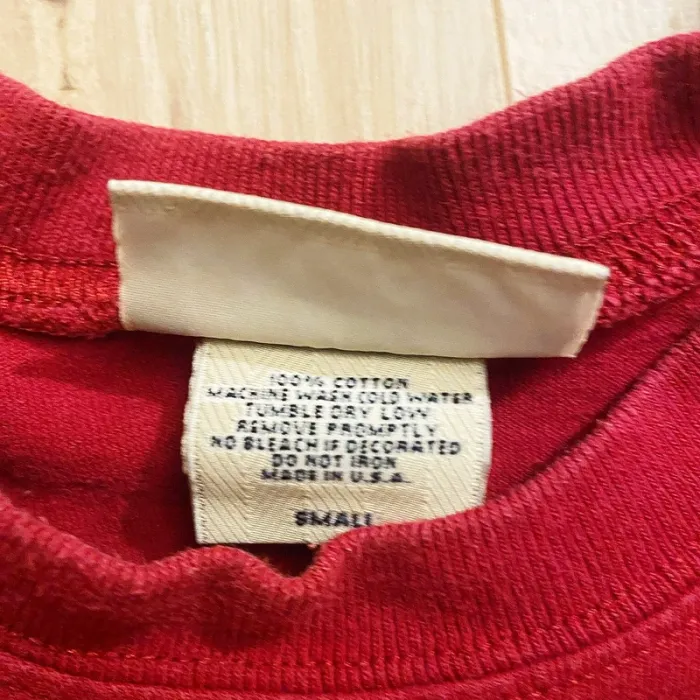 100% COTTON
MACHINE WASH COLD WATER
TUMBLE DRY LOW
REMOVE PROMPTLY
NO BLEACH IF DECORATED
DO NOT IRON
MADE IN U.S.A.
SMALL